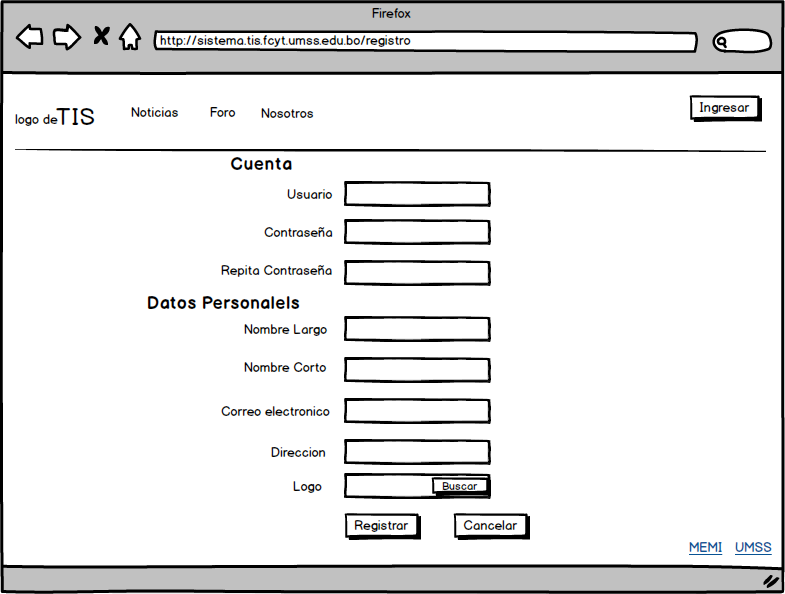 Firefox
http://sistema.tis.fcyt.umss.edu.bo/registro
logo deTIS Noticias Foro Nosotros Ingresar
Cuenta
Usuario
Contraseña
Repita Contraseña
Datos Personalels
Nombre Largo
Nombre Corto
Correo electronico
Direccion
Logo Buscar
Registrar Cancelar
MEMI UMSS